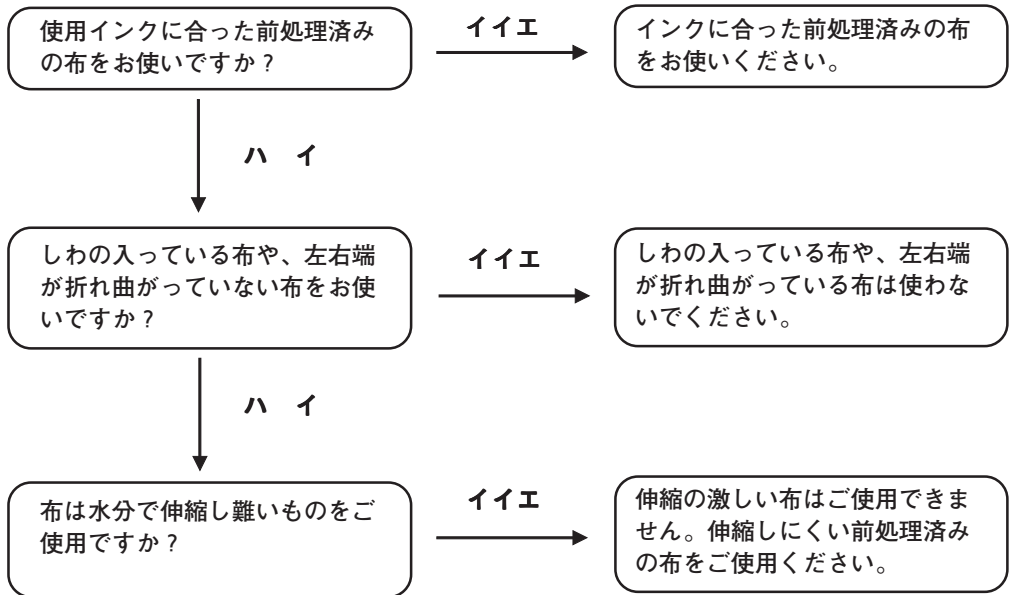 使用インクに合った前処理済み
の布をお使いですか？
イイエ
インクに合った前処理済みの布
をお使いください。
ハ イ
しわの入っている布や、左右端
が折れ曲がっていない布をお使
いですか？
イイエ
しわの入っている布や、左右端
が折れ曲がっている布は使わな
いでください。
ハ イ
布は水分で伸縮し難いものをご
使用ですか？
イイエ
伸縮の激しい布はご使用できま
せん。伸縮しにくい前処理済み
の布をご使用ください。